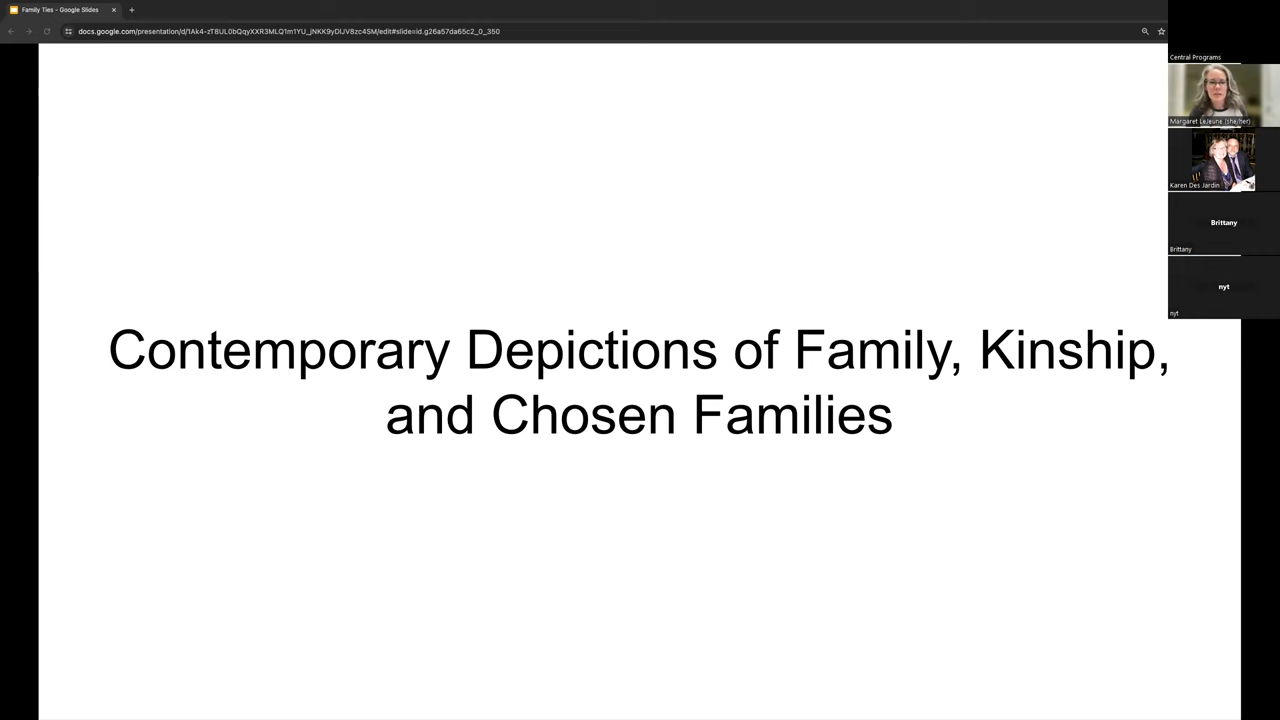 Family Ties - Google Slides
docs.google.com/presentation/d/1Ak4-zT8UL0bQqyXXR3MLQ1m1YU_jNKK9yDIJV8zc4SM/edit#slide=id.g26a57da65c2_0_350
Central Programs
Margaret LeJeune (she/her)
Karen Des Jardin
Brittany
Brittany
nyt
nyt
Contemporary Depictions of Family, Kinship,
and Chosen Families